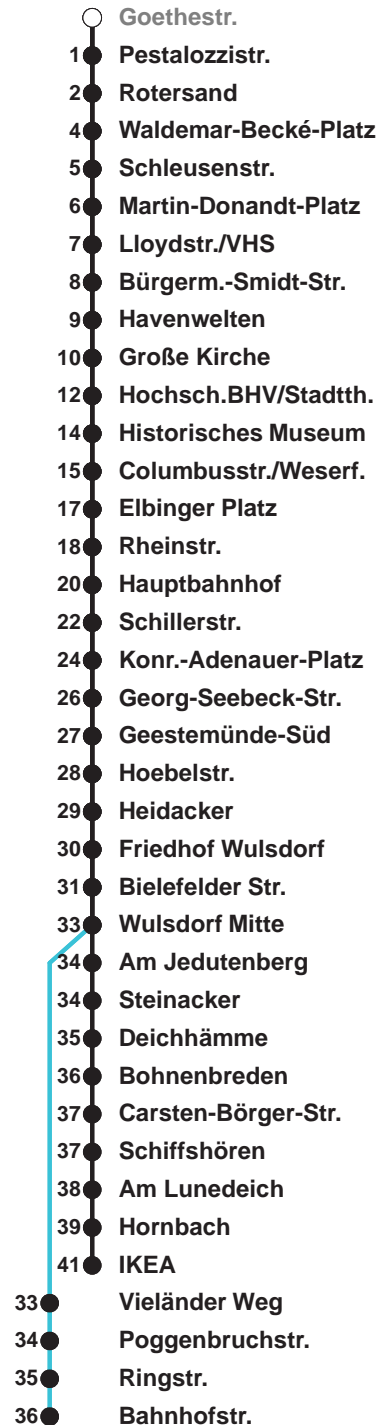 Goethestr.
1 Pestalozzistr.
2 Rotersand
4 Waldemar-Becké-Platz
5 Schleusenstr.
6 Martin-Donandt-Platz
7 Lloydstr./VHS
8 Bürgerm.-Smidt-Str.
9 Havenwelten
10 Große Kirche
12 Hochsch.BHV/Stadtth.
14 Historisches Museum
15 Columbusstr./Weserf.
17 Elbinger Platz
18 Rheinstr.
20 Hauptbahnhof
22 Schillerstr.
24 Konr.-Adenauer-Platz
26 Georg-Seebeck-Str.
27 Geestemünde-Süd
28 Hoebelstr.
29 Heidacker
30 Friedhof Wulsdorf
31 Bielefelder Str.
33 Wulsdorf Mitte
34 Am Jedutenberg
34 Steinacker
35 Deichhämme
36 Bohnenbreden
37 Carsten-Börger-Str.
37 Schiffshören
38 Am Lunedeich
39 Hornbach
41 IKEA
33 Vieländer Weg
34 Poggenbruchstr.
35 Ringstr.
36 Bahnhofstr.